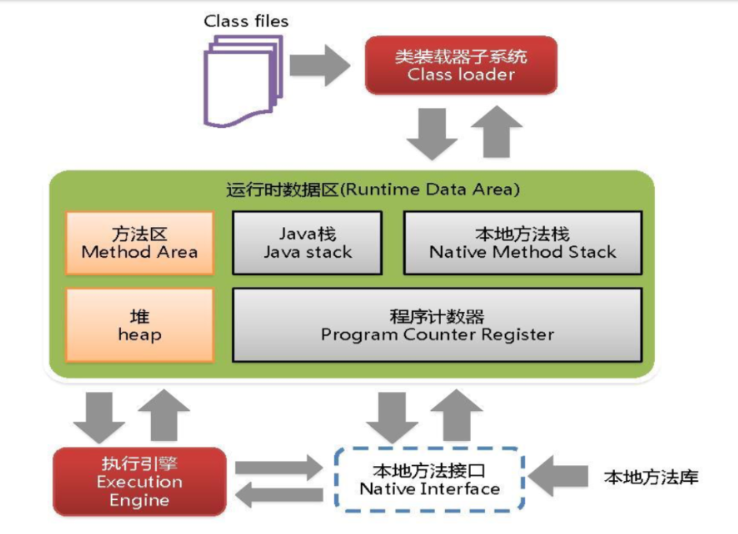 Class files
类装载器子系统
Class loader
运行时数据区(Runtime Data Area)
方法区
Method Area
Java栈
Java stack
本地方法栈
Native Method Stack
堆
heap
程序计数器
Program Counter Register
执行引擎
Execution
Engine
本地方法接口
Native Interface
本地方法库